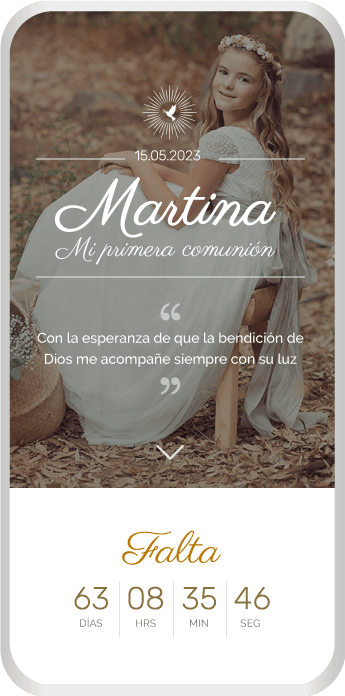 15.05.2023
Martina
Mi primera comunión
“
Con la esperanza de que la bendición de
Dios me acompañe siempre con su luz
”
Falta
63 08 35 46
DÍAS HRS MIN SEG